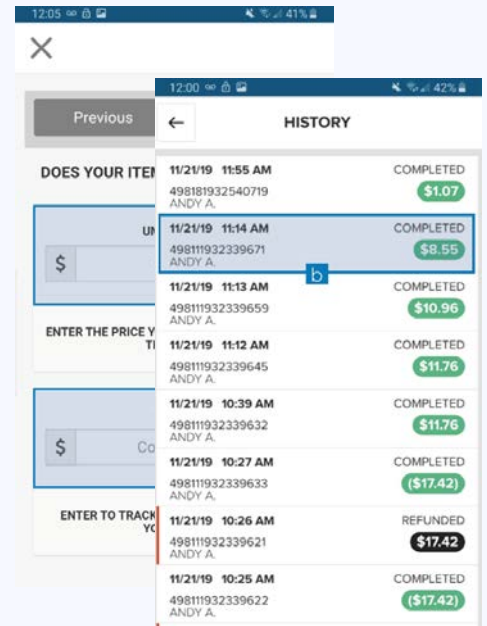 12:05 41%
Previous
DOES YOUR ITEM
$
ENTER THE PRICE
$
ENTER TO TRACK
12:00 42%
HISTORY
11/21/19 11:55 AM COMPLETED
498181932540719 $1.07
ANDY A.
11/21/19 11:14 AM COMPLETED
498111932339671 $8.55
ANDY A.
b
11/21/19 11:13 AM COMPLETED
498111932339659 $10.96
ANDY A.
11/21/19 11:12 AM COMPLETED
498111932339645 $11.76
ANDY A.
11/21/19 10:39 AM COMPLETED
498111932339632 $11.76
ANDY A.
11/21/19 10:27 AM COMPLETED
498111932339633 ($17.42)
ANDY A.
11/21/19 10:26 AM REFUNDED
498111932339621 $17.42
ANDY A.
11/21/19 10:25 AM COMPLETED
498111932339622 ($17.42)
ANDY A.